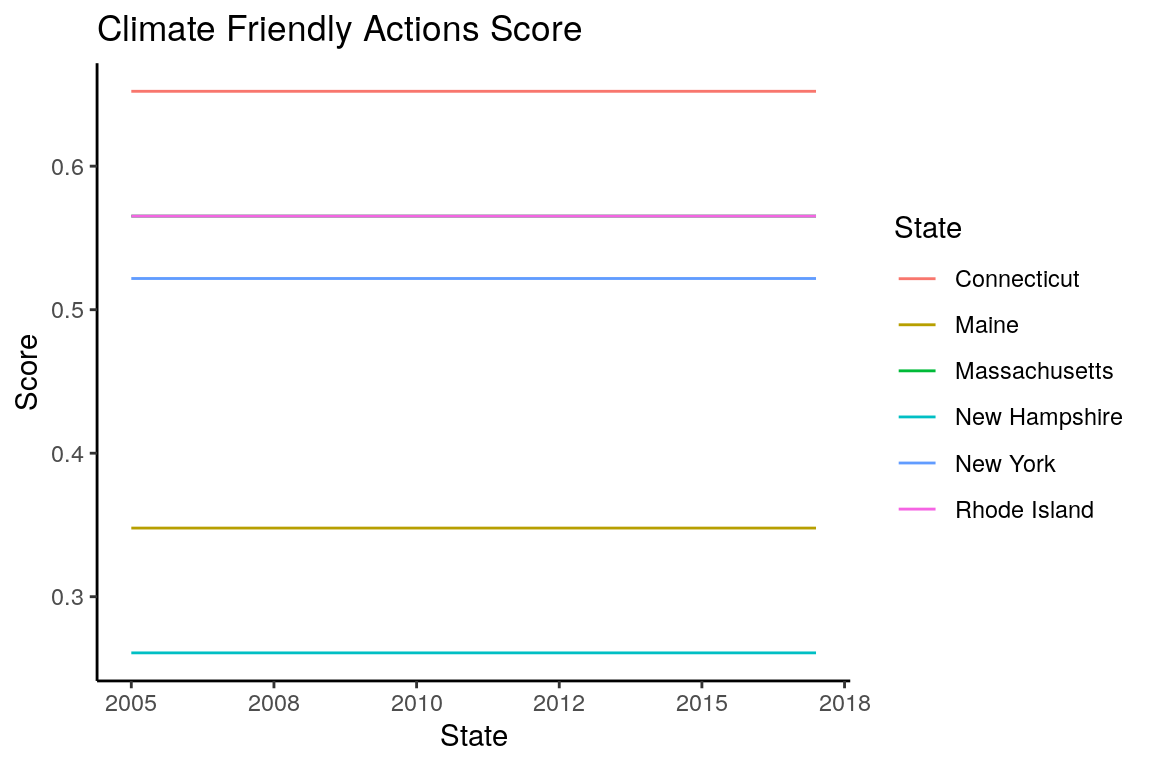 Climate Friendly Actions Score
0.6
0.5
0.4
0.3
Score
2005 2008 2010 2012 2015 2018
State
State
Connecticut
Maine
Massachusetts
New Hampshire
New York
Rhode Island